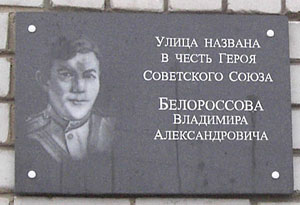 Улица названа
в честь Героя
Советского Союза
Белороссова
Владимира
Александровича